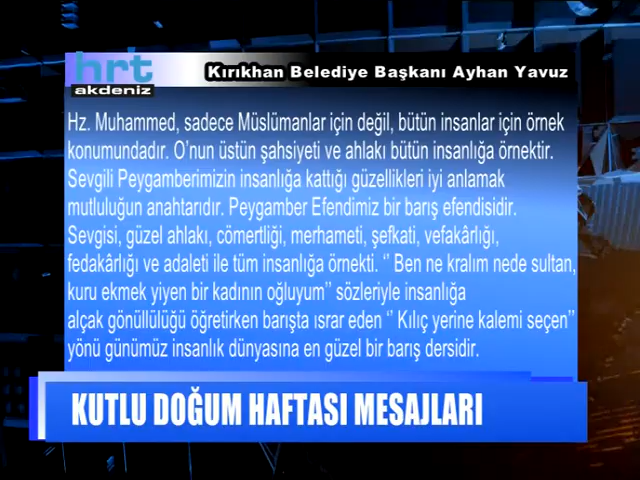 hrt
akdeniz
Kırıkhan Belediye Başkanı Ayhan Yavuz
Hz. Muhammed, sadece Müslümanlar için değil, bütün insanlar için örnek
konumundadır. O’nun üstün şahsiyeti ve ahlakı bütün insanlığa örnektir.
Sevgili Peygamberimizin insanlığa kattığı güzellikleri iyi anlamak
mutluluğun anahtarıdır. Peygamber Efendimiz bir barış efendisidir.
Sevgisi, güzel ahlakı, cömertliği, merhameti, şefkati, vefakârlığı,
fedakârlığı ve adaleti ile tüm insanlığa örnekti. ‘’ Ben ne kralım nede sultan,
kuru ekmek yiyen bir kadının oğluyum’’ sözleriyle insanlığa
alçak gönüllülüğü öğretirken barışta ısrar eden ‘’ Kılıç yerine kalemi seçen’’
yönü günümüz insanlık dünyasına en güzel bir barış dersidir.
KUTLU DOĞUM HAFTASI MESAJLARI